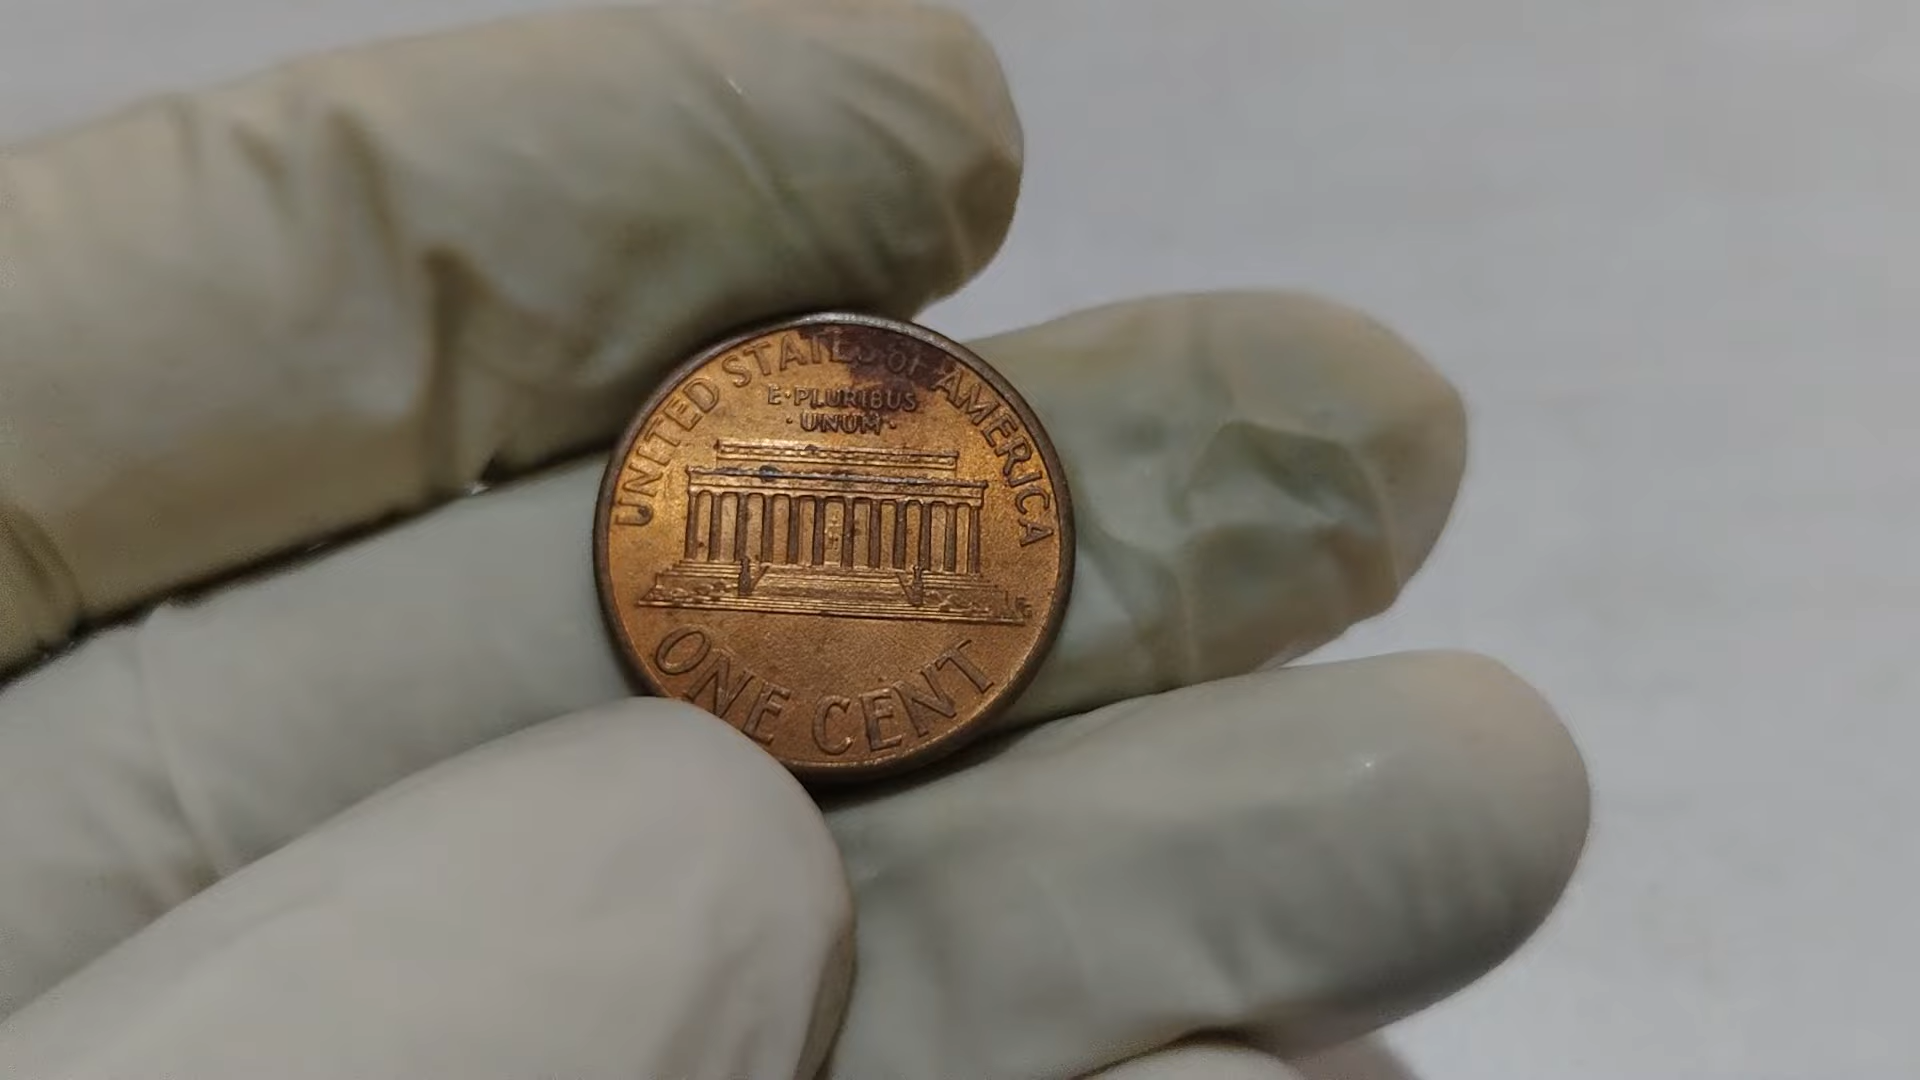 UNITED STATES OF AMERICA
E·PLURIBUS
·UNUM·
ONE CENT